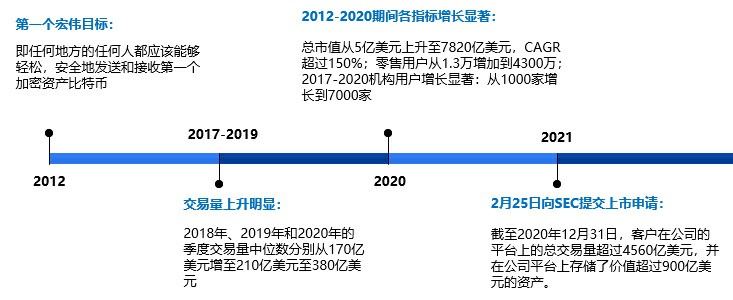 第一个宏伟目标：
即任何地方的任何人都应该能够
轻松，安全地发送和接收第一个
加密资产比特币
2012-2020期间各指标增长显著：
总市值从5亿美元上升至7820亿美元，CAGR
超过150%；零售用户从1.3万增加到4300万；
2017-2020机构用户增长显著：从1000家增
长到7000家
2017-2019
2021
2012
2020
交易量上升明显：
2018年、2019年和2020年的
季度交易量中位数分别从170亿
美元增至210亿美元至380亿美
元
2月25日向SEC提交上市申请：
截至2020年12月31日，客户在公司的
平台上的总交易量超过4560亿美元，并
在公司平台上存储了价值超过900亿美
元的资产。